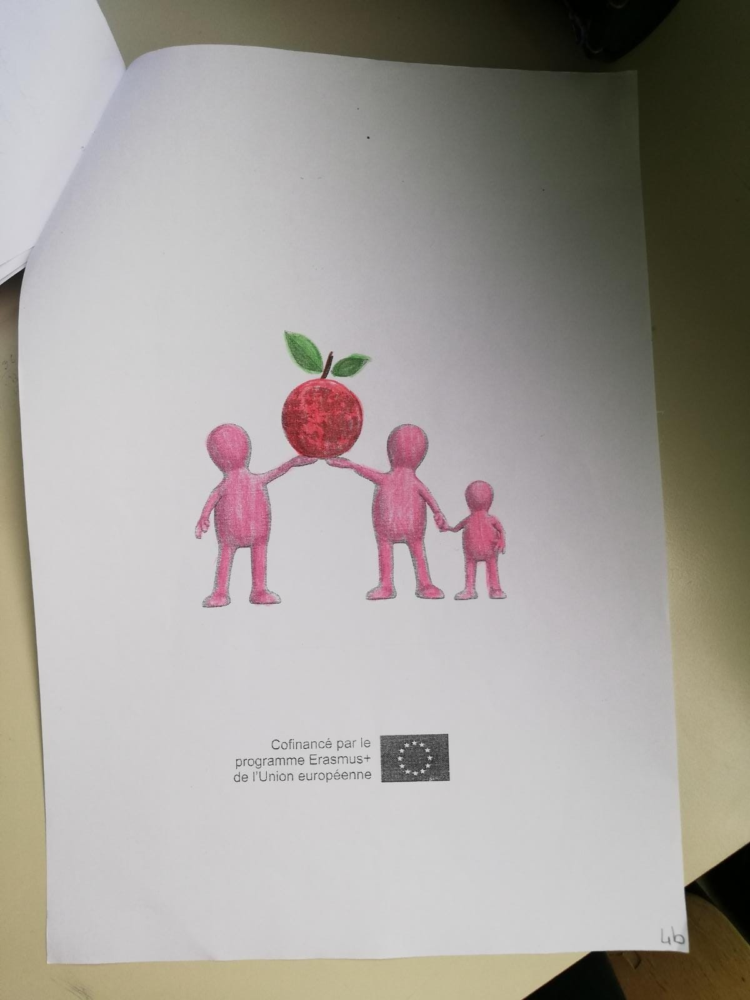 Cofinancé par le
programme Erasmus+
de l'Union européenne
4b